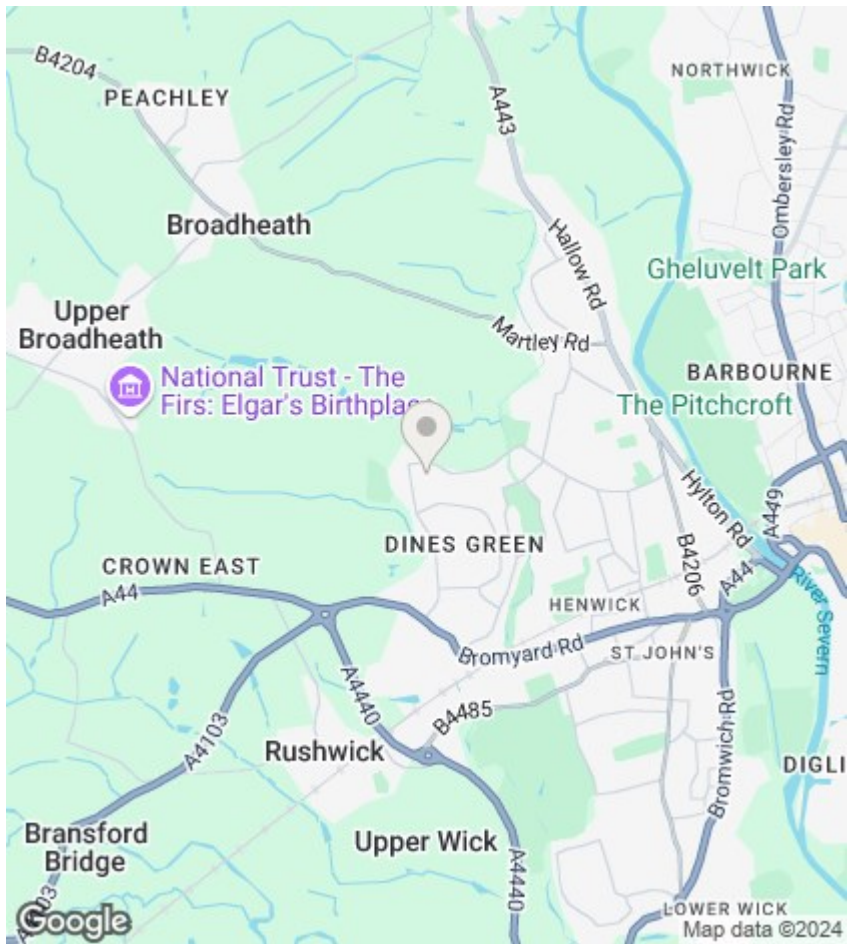 B4204
PEACHLEY
NORTHWICK
A443
Ombersley Rd
Broadheath
Hallow Rd
Gheluvelt Park
Upper
Broadheath
Martley Rd
National Trust - The
Firs: Elgar's Birthplace
BARBOURNE
The Pitchcroft
Hylton Rd
A449
DINES GREEN
CROWN EAST
A44
B4206
A44
HENWICK
River Severn
Bromyard Rd
ST JOHN'S
A4440
B4485
A4103
Rushwick
Bromwich Rd
DIGLI
Bransford
Bridge
Upper Wick
A4440
A4103
LOWER WICK
Google
Map data ©2024